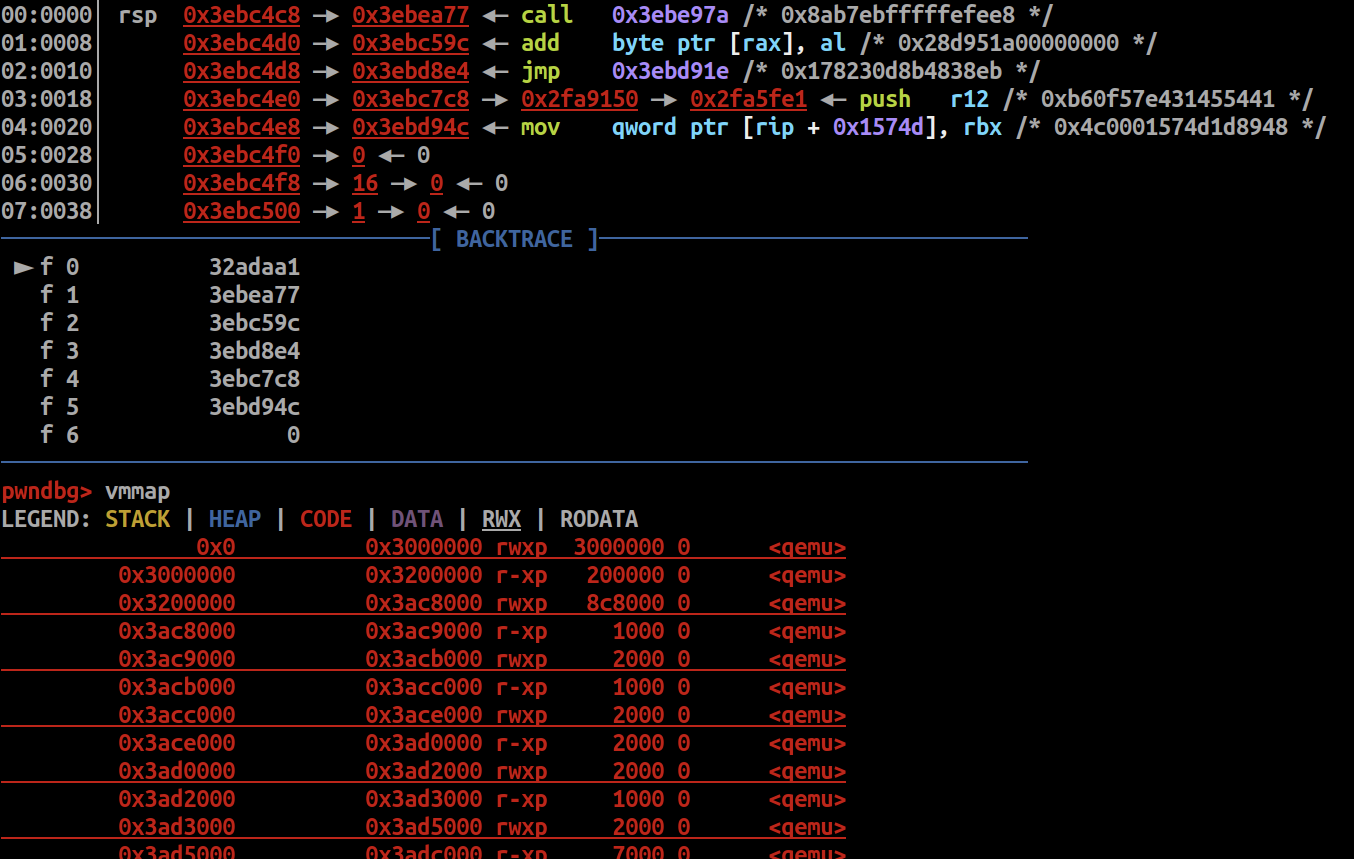 00:0000│  rsp  0x3ebc4c8 —▸ 0x3ebea77 ◂— call   0x3ebe97a /* 0x8ab7ebfffffefee8 */
01:0008│       0x3ebc4d0 —▸ 0x3ebc59c ◂— add    byte ptr [rax], al /* 0x28d951a00000000 */
02:0010│       0x3ebc4d8 —▸ 0x3ebd8e4 ◂— jmp    0x3ebd91e /* 0x178230d8b4838eb */
03:0018│       0x3ebc4e0 —▸ 0x3ebc7c8 —▸ 0x2fa9150 —▸ 0x2fa5fe1 ◂— push   r12 /* 0xb60f57e431455441 */
04:0020│       0x3ebc4e8 —▸ 0x3ebd94c ◂— mov    qword ptr [rip + 0x1574d], rbx /* 0x4c0001574d1d8948 */
05:0028│       0x3ebc4f0 —▸ 0 ◂— 0
06:0030│       0x3ebc4f8 —▸ 16 —▸ 0 ◂— 0
07:0038│       0x3ebc500 —▸ 1 —▸ 0 ◂— 0
[ BACKTRACE ]
► f 0          32adaa1
f 1          3ebea77
f 2          3ebc59c
f 3          3ebd8e4
f 4          3ebc7c8
f 5          3ebd94c
f 6                0
pwndbg> vmmap
LEGEND: STACK | HEAP | CODE | DATA | RWX | RODATA
0x0          0x3000000 rwxp  3000000 0      <qemu>
0x3000000          0x3200000 r-xp   200000 0      <qemu>
0x3200000          0x3ac8000 rwxp   8c8000 0      <qemu>
0x3ac8000          0x3ac9000 r-xp     1000 0      <qemu>
0x3ac9000          0x3acb000 rwxp     2000 0      <qemu>
0x3acb000          0x3acc000 r-xp     1000 0      <qemu>
0x3acc000          0x3ace000 rwxp     2000 0      <qemu>
0x3ace000          0x3ad0000 r-xp     2000 0      <qemu>
0x3ad0000          0x3ad2000 rwxp     2000 0      <qemu>
0x3ad2000          0x3ad3000 r-xp     1000 0      <qemu>
0x3ad3000          0x3ad5000 rwxp     2000 0      <qemu>
0x3ad5000          0x3adc000 r-xp     7000 0      <qemu>